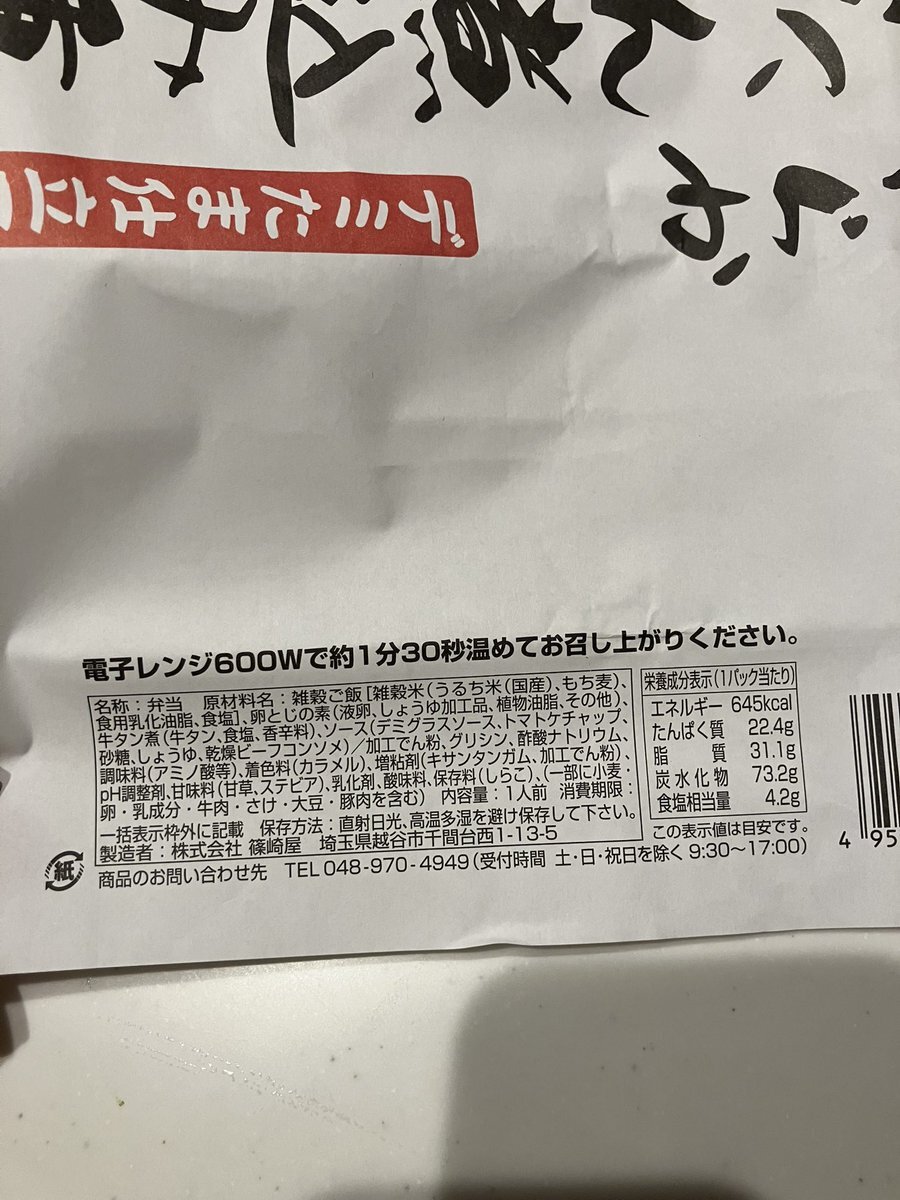 ん煮込み
デミたま仕立
電子レンジ600Wで約1分30秒温めてお召し上がりください。
名称：弁当　原材料名：雑穀ご飯［雑穀米（うるち米（国産）、もち麦）、
食用乳化油脂、食塩］、卵とじの素（液卵、しょうゆ加工品、植物油脂、その他）、
牛タン煮（牛タン、食塩、香辛料）、ソース（デミグラスソース、トマトケチャップ、
砂糖、しょうゆ、乾燥ビーフコンソメ）／加工でん粉、グリシン、酢酸ナトリウム、
調味料（アミノ酸等）、着色料（カラメル）、増粘剤（キサンタンガム、加工でん粉）、
pH調整剤、甘味料（甘草、ステビア）、乳化剤、酸味料、保存料（しらこ）、（一部に小麦・
卵・乳成分・牛肉・さけ・大豆・豚肉を含む）　内容量：1人前　消費期限：
一括表示枠外に記載　保存方法：直射日光、高温多湿を避け保存して下さい。
製造者：株式会社 篠崎屋　埼玉県越谷市千間台西1-13-5
栄養成分表示（1パック当たり）
エネルギー 645kcal
たんぱく質 22.4g
脂質 31.1g
炭水化物 73.2g
食塩相当量 4.2g
この表示値は目安です。
紙
商品のお問い合わせ先　TEL 048-970-4949（受付時間 土・日・祝日を除く 9:30～17:00）
4 95